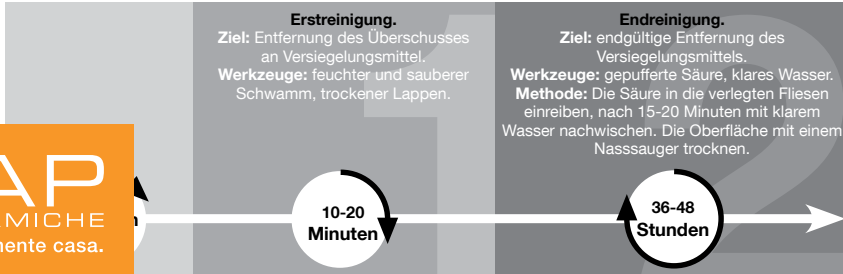 Erstreinigung.
Ziel: Entfernung des Überschusses
an Versiegelungsmittel.
Werkzeuge: feuchter und sauberer
Schwamm, trockener Lappen.
1
10-20
Minuten
Endreinigung.
Ziel: endgültige Entfernung des
Versiegelungsmittels.
Werkzeuge: gepufferte Säure, klares Wasser.
Methode: Die Säure in die verlegten Fliesen
einreiben, nach 15-20 Minuten mit klarem
Wasser nachwischen. Die Oberfläche mit einem
Nasssauger trocknen.
2
36-48
Stunden
AP
casa.